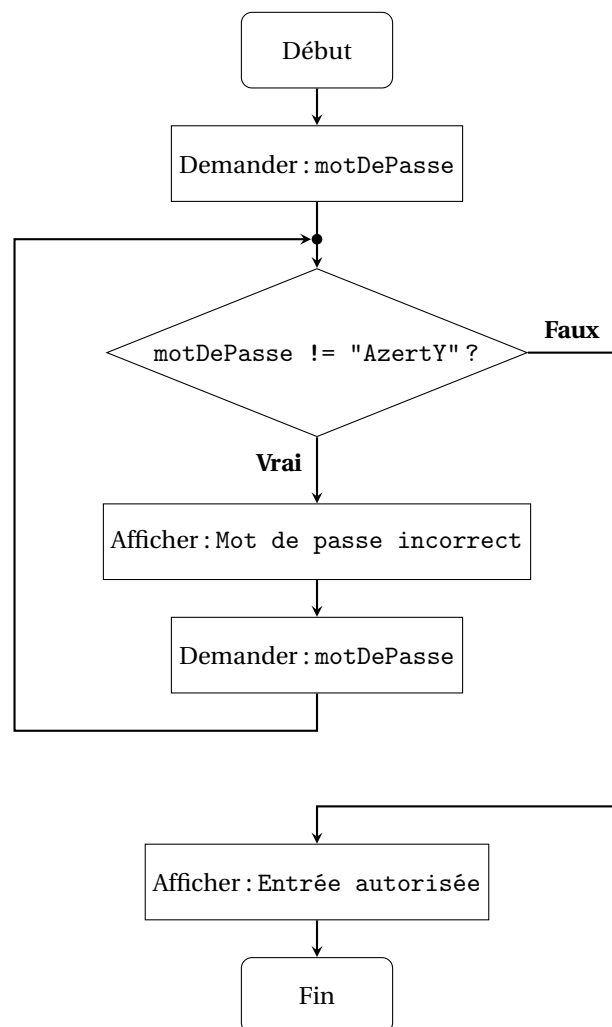 Début
Demander : motDePasse
motDePasse != "AzertY" ?
Faux
Vrai
Afficher : Mot de passe incorrect
Demander : motDePasse
Afficher : Entrée autorisée
Fin